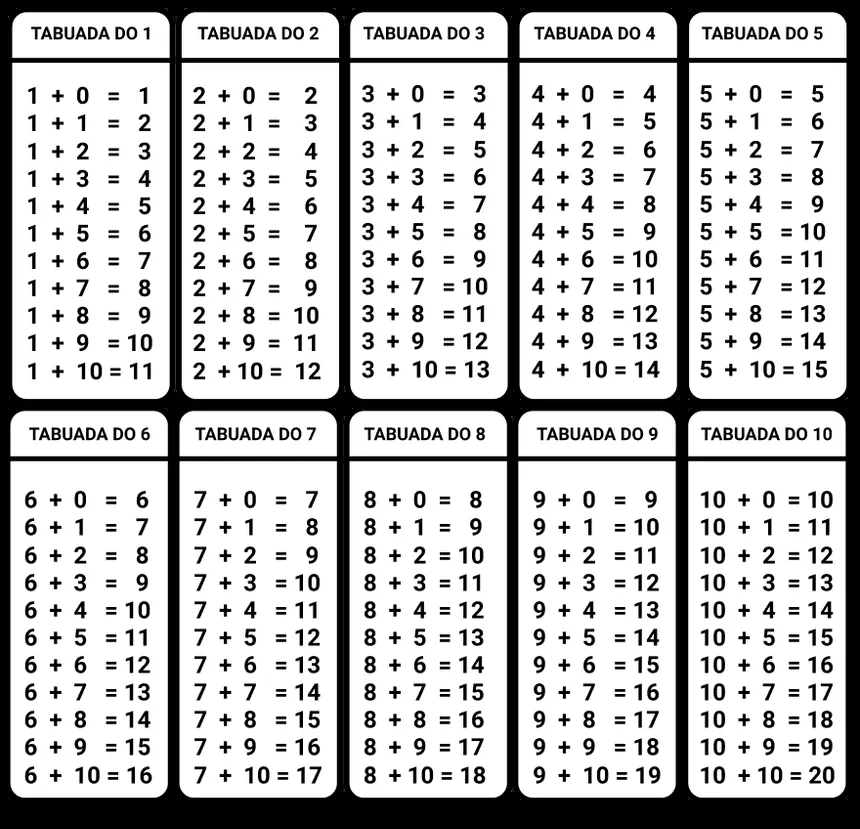 TABUADA DO 1
1 + 0 = 1
1 + 1 = 2
1 + 2 = 3
1 + 3 = 4
1 + 4 = 5
1 + 5 = 6
1 + 6 = 7
1 + 7 = 8
1 + 8 = 9
1 + 9 = 10
1 + 10 = 11
TABUADA DO 2
2 + 0 = 2
2 + 1 = 3
2 + 2 = 4
2 + 3 = 5
2 + 4 = 6
2 + 5 = 7
2 + 6 = 8
2 + 7 = 9
2 + 8 = 10
2 + 9 = 11
2 + 10 = 12
TABUADA DO 3
3 + 0 = 3
3 + 1 = 4
3 + 2 = 5
3 + 3 = 6
3 + 4 = 7
3 + 5 = 8
3 + 6 = 9
3 + 7 = 10
3 + 8 = 11
3 + 9 = 12
3 + 10 = 13
TABUADA DO 4
4 + 0 = 4
4 + 1 = 5
4 + 2 = 6
4 + 3 = 7
4 + 4 = 8
4 + 5 = 9
4 + 6 = 10
4 + 7 = 11
4 + 8 = 12
4 + 9 = 13
4 + 10 = 14
TABUADA DO 5
5 + 0 = 5
5 + 1 = 6
5 + 2 = 7
5 + 3 = 8
5 + 4 = 9
5 + 5 = 10
5 + 6 = 11
5 + 7 = 12
5 + 8 = 13
5 + 9 = 14
5 + 10 = 15
TABUADA DO 6
6 + 0 = 6
6 + 1 = 7
6 + 2 = 8
6 + 3 = 9
6 + 4 = 10
6 + 5 = 11
6 + 6 = 12
6 + 7 = 13
6 + 8 = 14
6 + 9 = 15
6 + 10 = 16
TABUADA DO 7
7 + 0 = 7
7 + 1 = 8
7 + 2 = 9
7 + 3 = 10
7 + 4 = 11
7 + 5 = 12
7 + 6 = 13
7 + 7 = 14
7 + 8 = 15
7 + 9 = 16
7 + 10 = 17
TABUADA DO 8
8 + 0 = 8
8 + 1 = 9
8 + 2 = 10
8 + 3 = 11
8 + 4 = 12
8 + 5 = 13
8 + 6 = 14
8 + 7 = 15
8 + 8 = 16
8 + 9 = 17
8 + 10 = 18
TABUADA DO 9
9 + 0 = 9
9 + 1 = 10
9 + 2 = 11
9 + 3 = 12
9 + 4 = 13
9 + 5 = 14
9 + 6 = 15
9 + 7 = 16
9 + 8 = 17
9 + 9 = 18
9 + 10 = 19
TABUADA DO 10
10 + 0 = 10
10 + 1 = 11
10 + 2 = 12
10 + 3 = 13
10 + 4 = 14
10 + 5 = 15
10 + 6 = 16
10 + 7 = 17
10 + 8 = 18
10 + 9 = 19
10 + 10 = 20